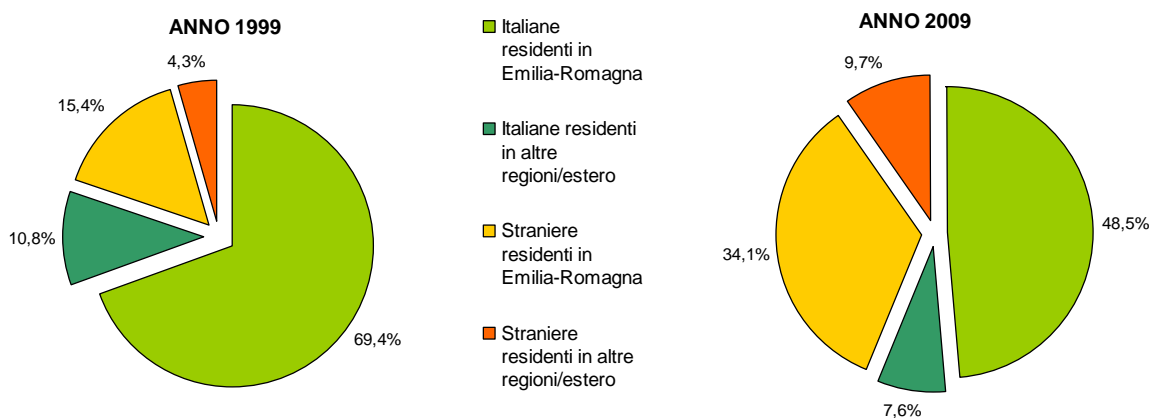 ANNO 1999
4,3%
15,4%
10,8%
69,4%
Italiane
residenti in
Emilia-Romagna
Italiane residenti
in altre
regioni/estero
Straniere
residenti in
Emilia-Romagna
Straniere
residenti in altre
regioni/estero
ANNO 2009
9,7%
48,5%
34,1%
7,6%